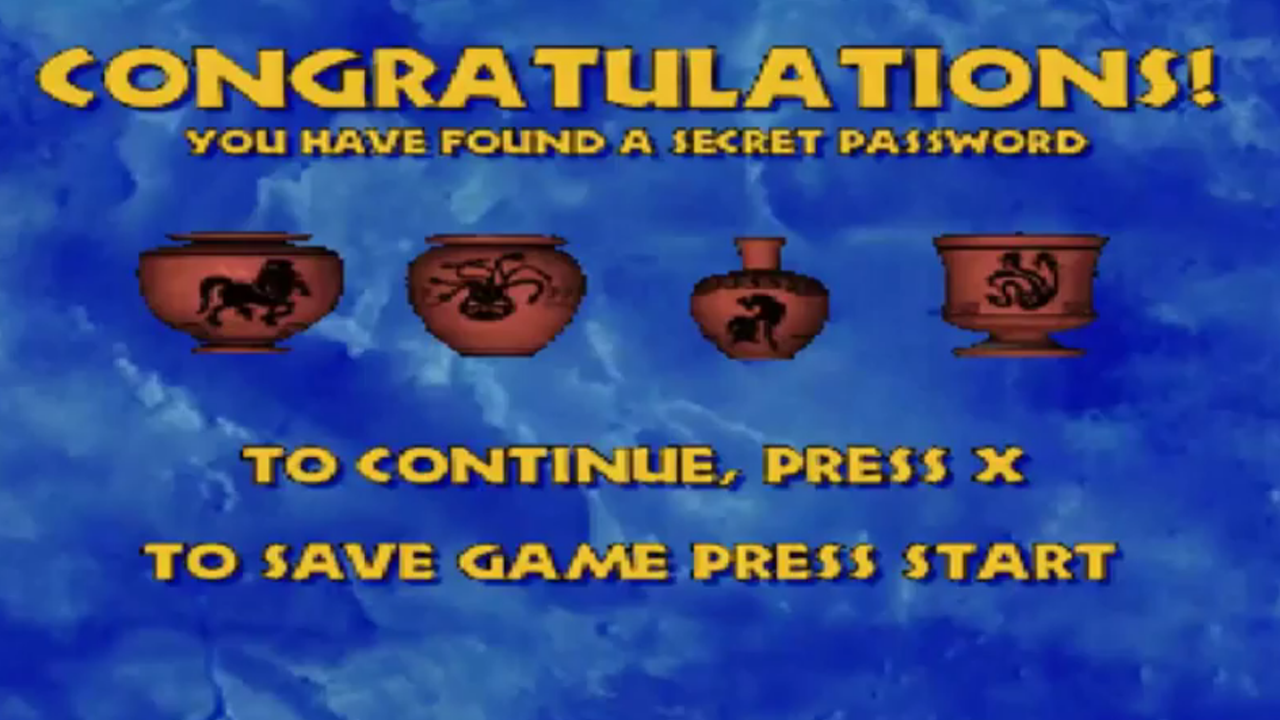 CONGRATULATIONS!
YOU HAVE FOUND A SECRET PASSWORD
TO CONTINUE, PRESS X
TO SAVE GAME PRESS START